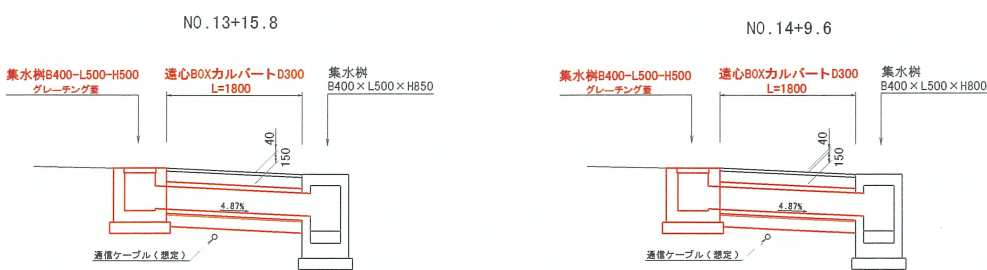 NO.13+15.8
集水桝B400-L500-H500
グレーチング蓋
遠心BOXカルバートD300
L=1800
集水桝
B400×L500×H850
40
150
4.87%
通信ケーブル（想定）
NO.14+9.6
集水桝B400-L500-H500
グレーチング蓋
遠心BOXカルバートD300
L=1800
集水桝
B400×L500×H800
40
150
4.87%
通信ケーブル（想定）